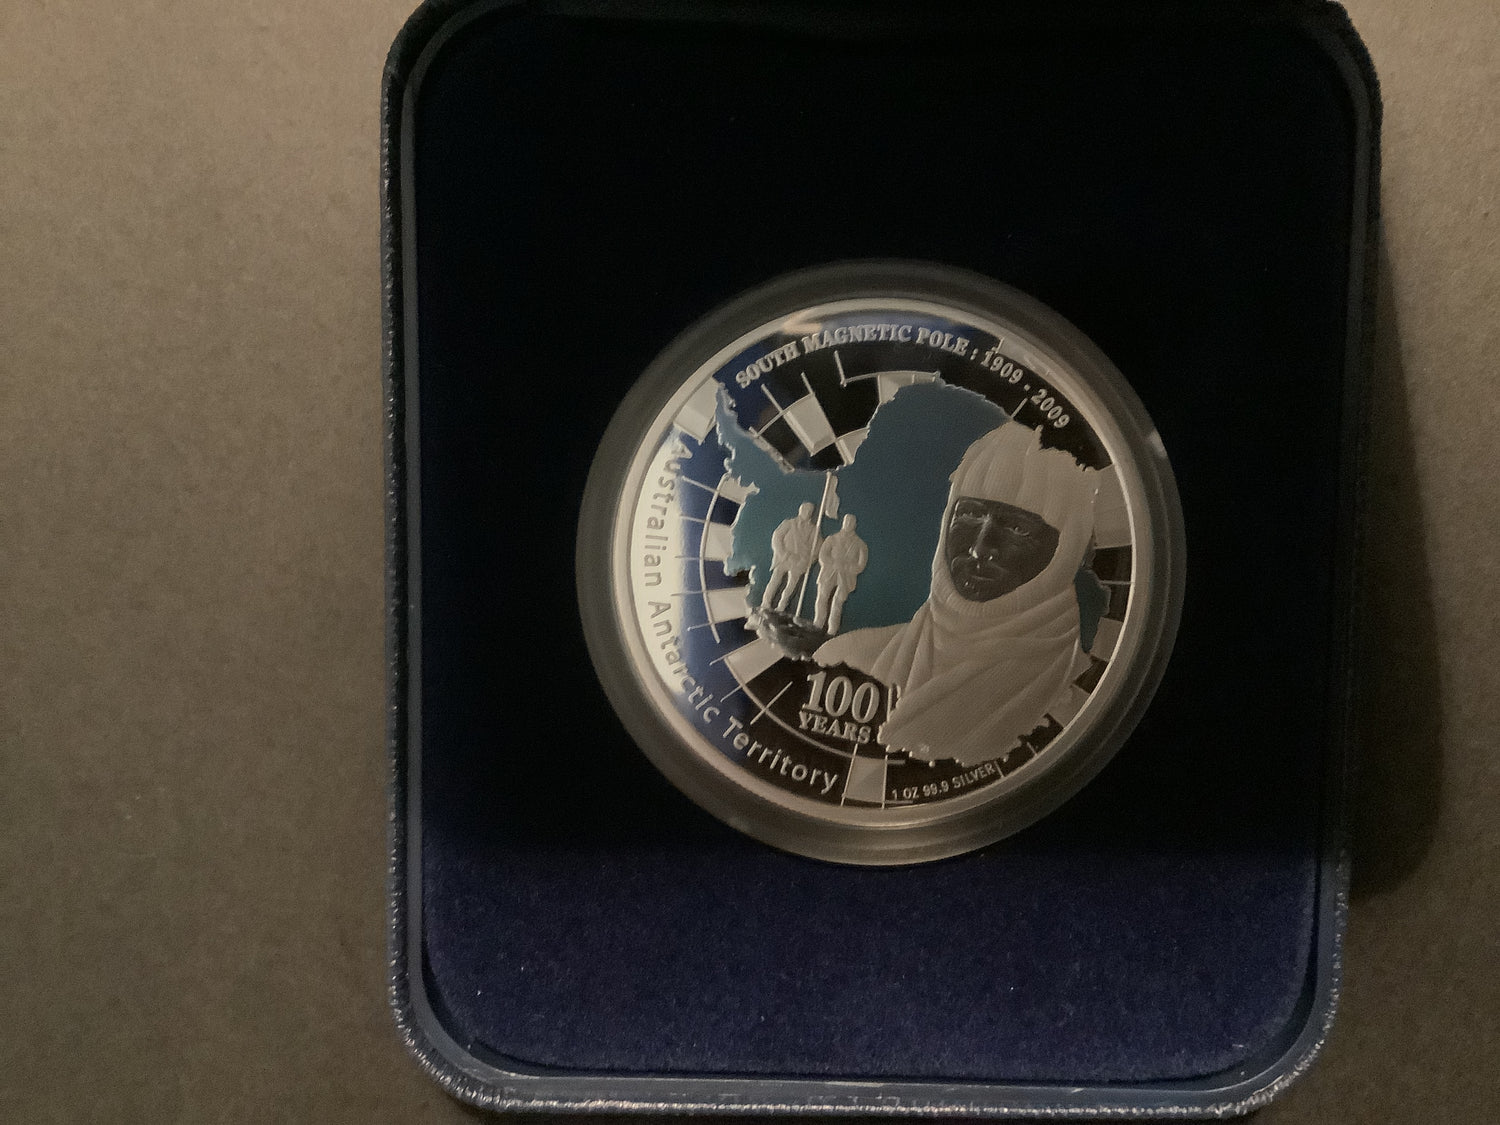 SOUTH MAGNETIC POLE : 1909 - 2009
Australian Antarctic Territory
100
YEARS
1 OZ 99.9 SILVER